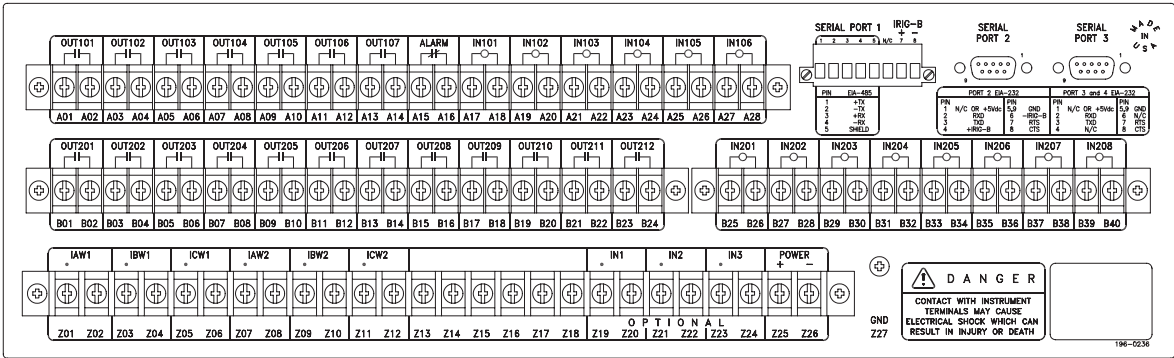 OUT101 OUT102 OUT103 OUT104 OUT105 OUT106 OUT107 ALARM IN101 IN102 IN103 IN104 IN105 IN106
A01 A02 A03 A04 A05 A06 A07 A08 A09 A10 A11 A12 A13 A14 A15 A16 A17 A18 A19 A20 A21 A22 A23 A24 A25 A26 A27 A28
SERIAL PORT 1 IRIG-B
+ -
1 2 3 4 5 N/C 7 8
PIN EIA-485
1 +TX
2 -TX
3 +RX
4 -RX
5 SHIELD
SERIAL
PORT 2
1
9
SERIAL
PORT 3
1
9
MADE
IN
USA
PORT 2 EIA-232
PIN PIN
1 N/C OR +5Vdc 5,9 GND
2 RXD 6 -IRIG-B
3 TXD 7 RTS
4 +IRIG-B 8 CTS
PORT 3 and 4 EIA-232
PIN PIN
1 N/C OR +5Vdc 5,9 GND
2 RXD 6 N/C
3 TXD 7 RTS
4 N/C 8 CTS
OUT201 OUT202 OUT203 OUT204 OUT205 OUT206 OUT207 OUT208 OUT209 OUT210 OUT211 OUT212
B01 B02 B03 B04 B05 B06 B07 B08 B09 B10 B11 B12 B13 B14 B15 B16 B17 B18 B19 B20 B21 B22 B23 B24
IN201 IN202 IN203 IN204 IN205 IN206 IN207 IN208
B25 B26 B27 B28 B29 B30 B31 B32 B33 B34 B35 B36 B37 B38 B39 B40
IAW1 IBW1 ICW1 IAW2 IBW2 ICW2 IN1 IN2 IN3 POWER
+ -
OPTIONAL
Z01 Z02 Z03 Z04 Z05 Z06 Z07 Z08 Z09 Z10 Z11 Z12 Z13 Z14 Z15 Z16 Z17 Z18 Z19 Z20 Z21 Z22 Z23 Z24 Z25 Z26
GND
Z27
DANGER
CONTACT WITH INSTRUMENT
TERMINALS MAY CAUSE
ELECTRICAL SHOCK WHICH CAN
RESULT IN INJURY OR DEATH
196-0236